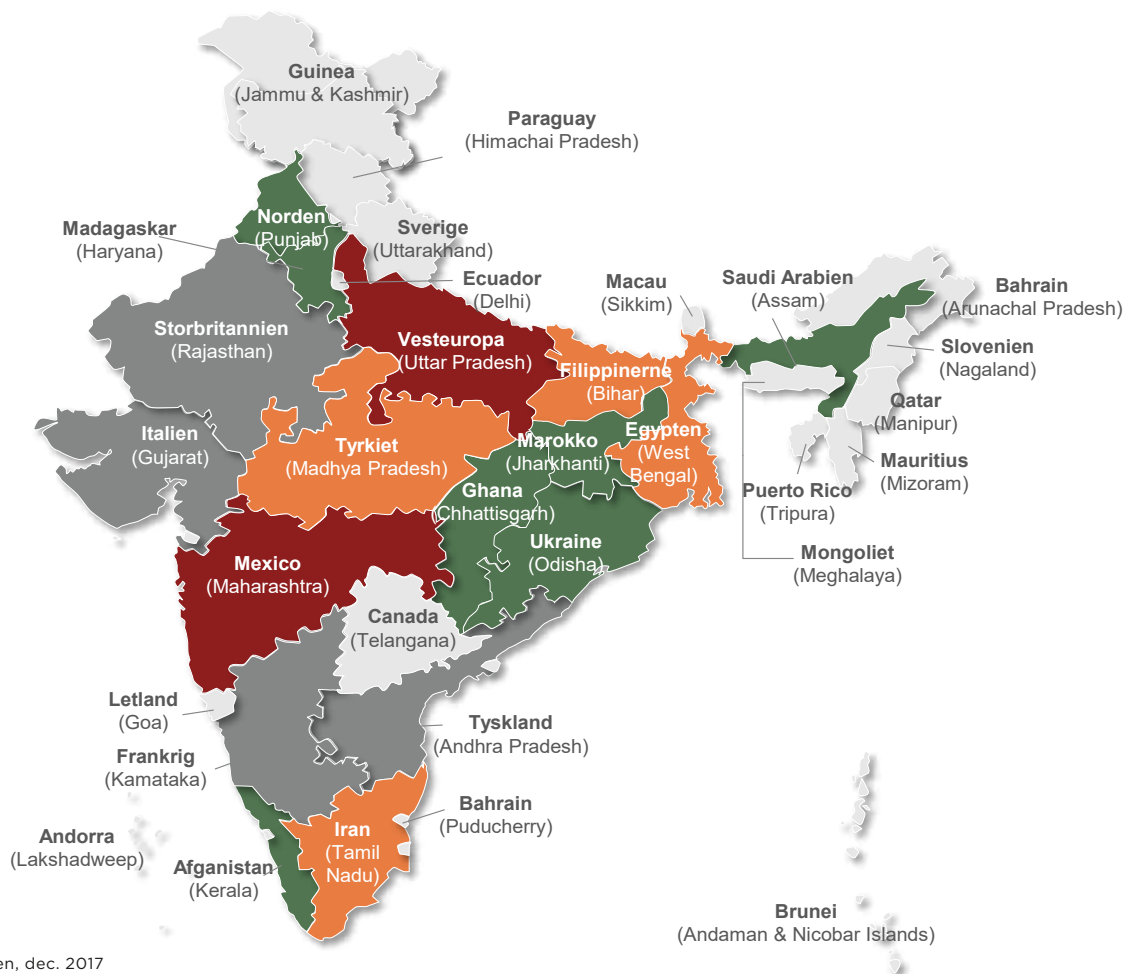 Guinea
(Jammu & Kashmir)
Paraguay
(Himachai Pradesh)
Norden
(Punjab)
Madagaskar
(Haryana)
Sverige
(Uttarakhand)
Ecuador
(Delhi)
Macau
(Sikkim)
Saudi Arabien
(Assam)
Bahrain
(Arunachal Pradesh)
Storbritannien
(Rajasthan)
Vesteuropa
(Uttar Pradesh)
Slovenien
(Nagaland)
Filippinerne
(Bihar)
Qatar
(Manipur)
Italien
(Gujarat)
Tyrkiet
(Madhya Pradesh)
Marokko
(Jharkhanti)
Egypten
(West
Bengal)
Mauritius
(Mizoram)
Ghana
(Chhattisgarh)
Puerto Rico
(Tripura)
Ukraine
(Odisha)
Mongoliet
(Meghalaya)
Mexico
(Maharashtra)
Canada
(Telangana)
Letland
(Goa)
Tyskland
(Andhra Pradesh)
Frankrig
(Kamataka)
Bahrain
(Puducherry)
Andorra
(Lakshadweep)
Iran
(Tamil
Nadu)
Afganistan
(Kerala)
Brunei
(Andaman & Nicobar Islands)
en, dec. 2017